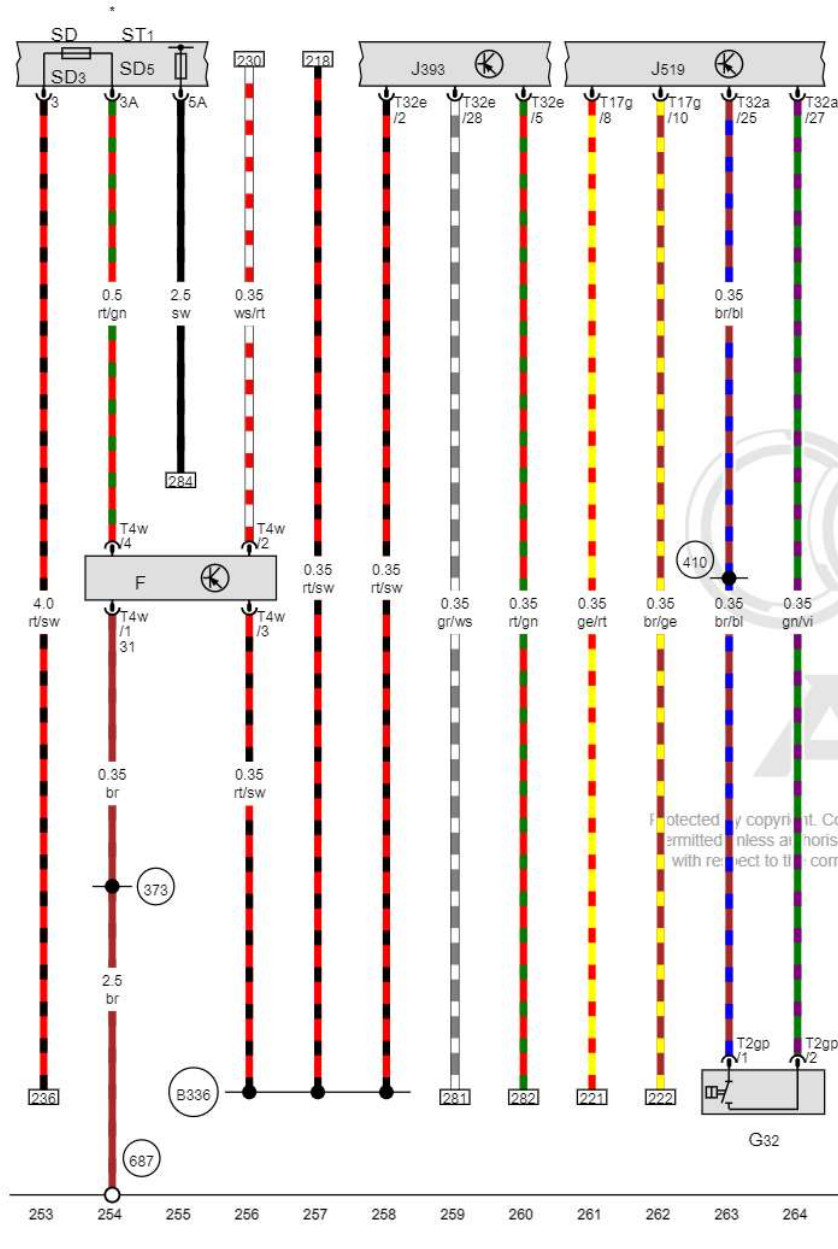 *
SD ST1
SD3 SD5
3 3A 5A
230 218
J393 J519
T32e /2
T32e /28
T32e /5
T17g /8
T17g /10
T32a /25
T32a /27
0.5 rt/gn
2.5 sw
0.35 ws/rt
0.35 br/bl
284
T4w /4
T4w /2
F
410
T4w /1 31
T4w /3
4.0 rt/sw
0.35 rt/sw
0.35 rt/sw
0.35 gr/ws
0.35 rt/gn
0.35 ge/rt
0.35 br/ge
0.35 br/bl
0.35 gn/vi
0.35 br
0.35 rt/sw
373
2.5 br
T2gp /1
T2gp /2
236 B336 281 282 221 222
G32
687
253 254 255 256 257 258 259 260 261 262 263 264